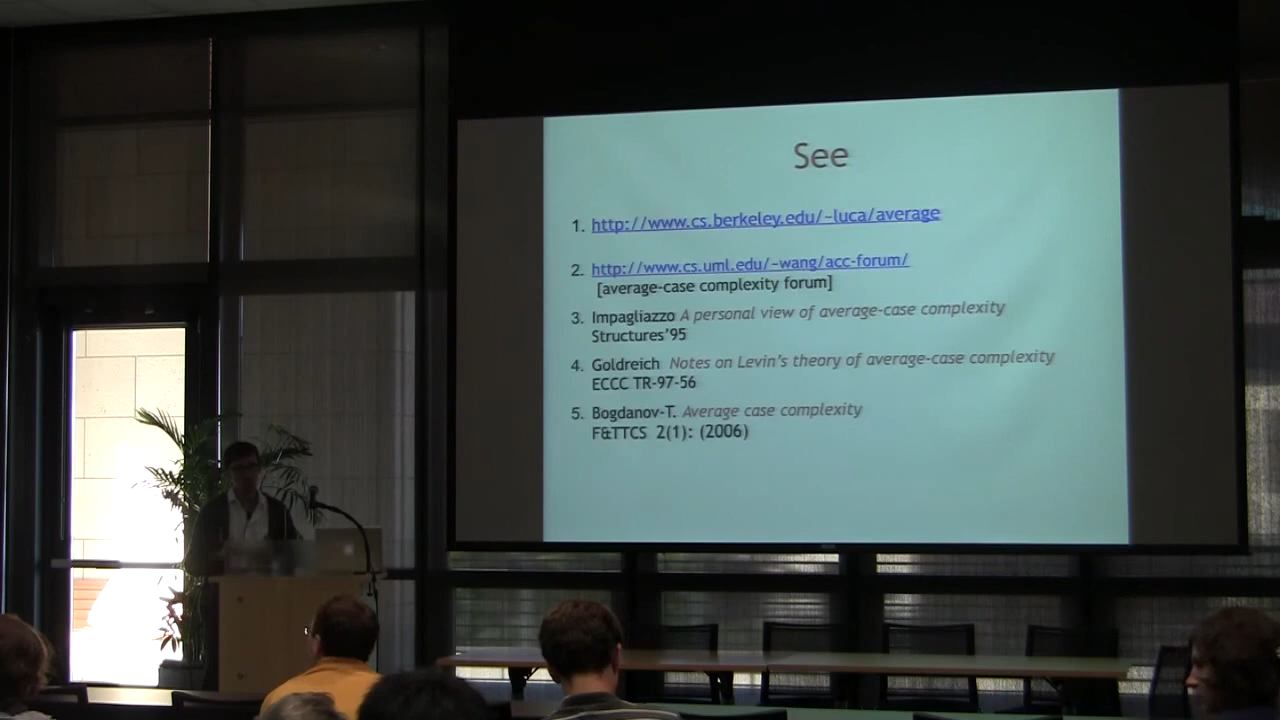 See
1. http://www.cs.berkeley.edu/~luca/average
2. http://www.cs.uml.edu/~wang/acc-forum/
[average-case complexity forum]
3. Impagliazzo A personal view of average-case complexity
Structures'95
4. Goldreich Notes on Levin's theory of average-case complexity
ECCC TR-97-56
5. Bogdanov-T. Average case complexity
F&TTCS 2(1): (2006)